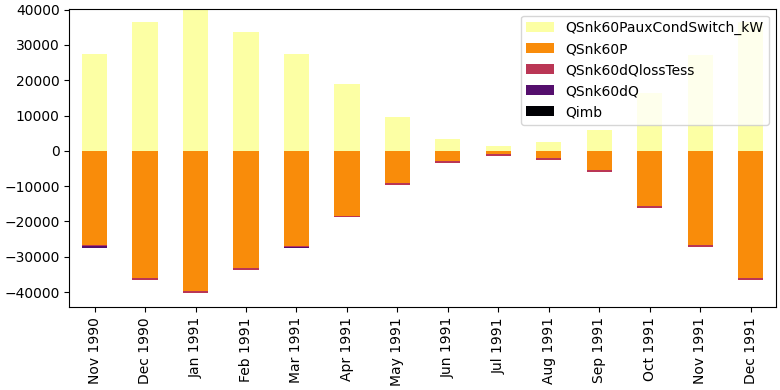 40000
30000
20000
10000
0
−10000
−20000
−30000
−40000
QSnk60PauxCondSwitch_kW
QSnk60P
QSnk60dQlossTess
QSnk60dQ
Qimb
Nov 1990
Dec 1990
Jan 1991
Feb 1991
Mar 1991
Apr 1991
May 1991
Jun 1991
Jul 1991
Aug 1991
Sep 1991
Oct 1991
Nov 1991
Dec 1991